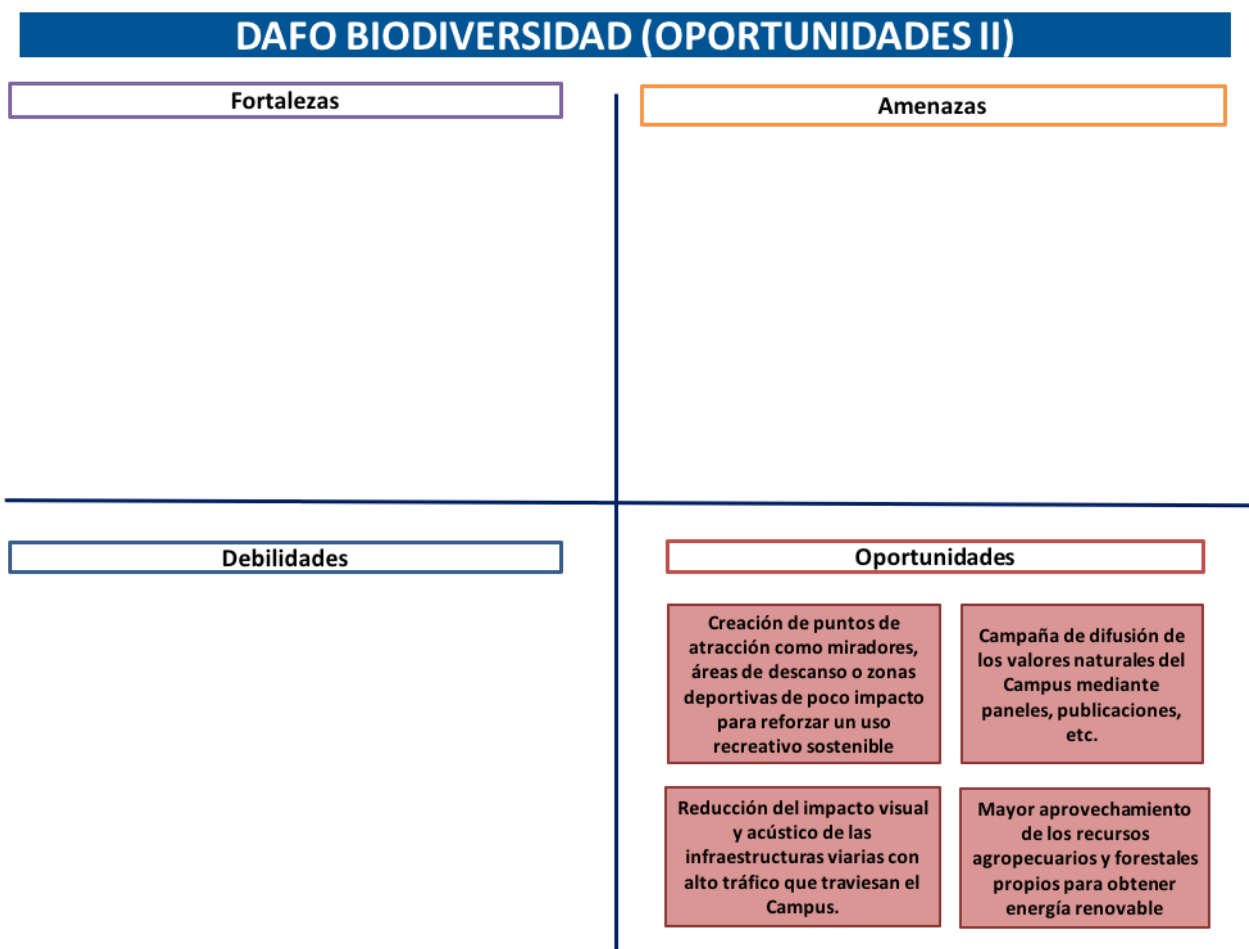 DAFO BIODIVERSIDAD (OPORTUNIDADES II)
Fortalezas
Amenazas
Debilidades
Oportunidades
Creación de puntos de
atracción como miradores,
áreas de descanso o zonas
deportivas de poco impacto
para reforzar un uso
recreativo sostenible
Campaña de difusión de
los valores naturales del
Campus mediante
paneles, publicaciones,
etc.
Reducción del impacto visual
y acústico de las
infraestructuras viarias con
alto tráfico que traviesan el
Campus.
Mayor aprovechamiento
de los recursos
agropecuarios y forestales
propios para obtener
energía renovable